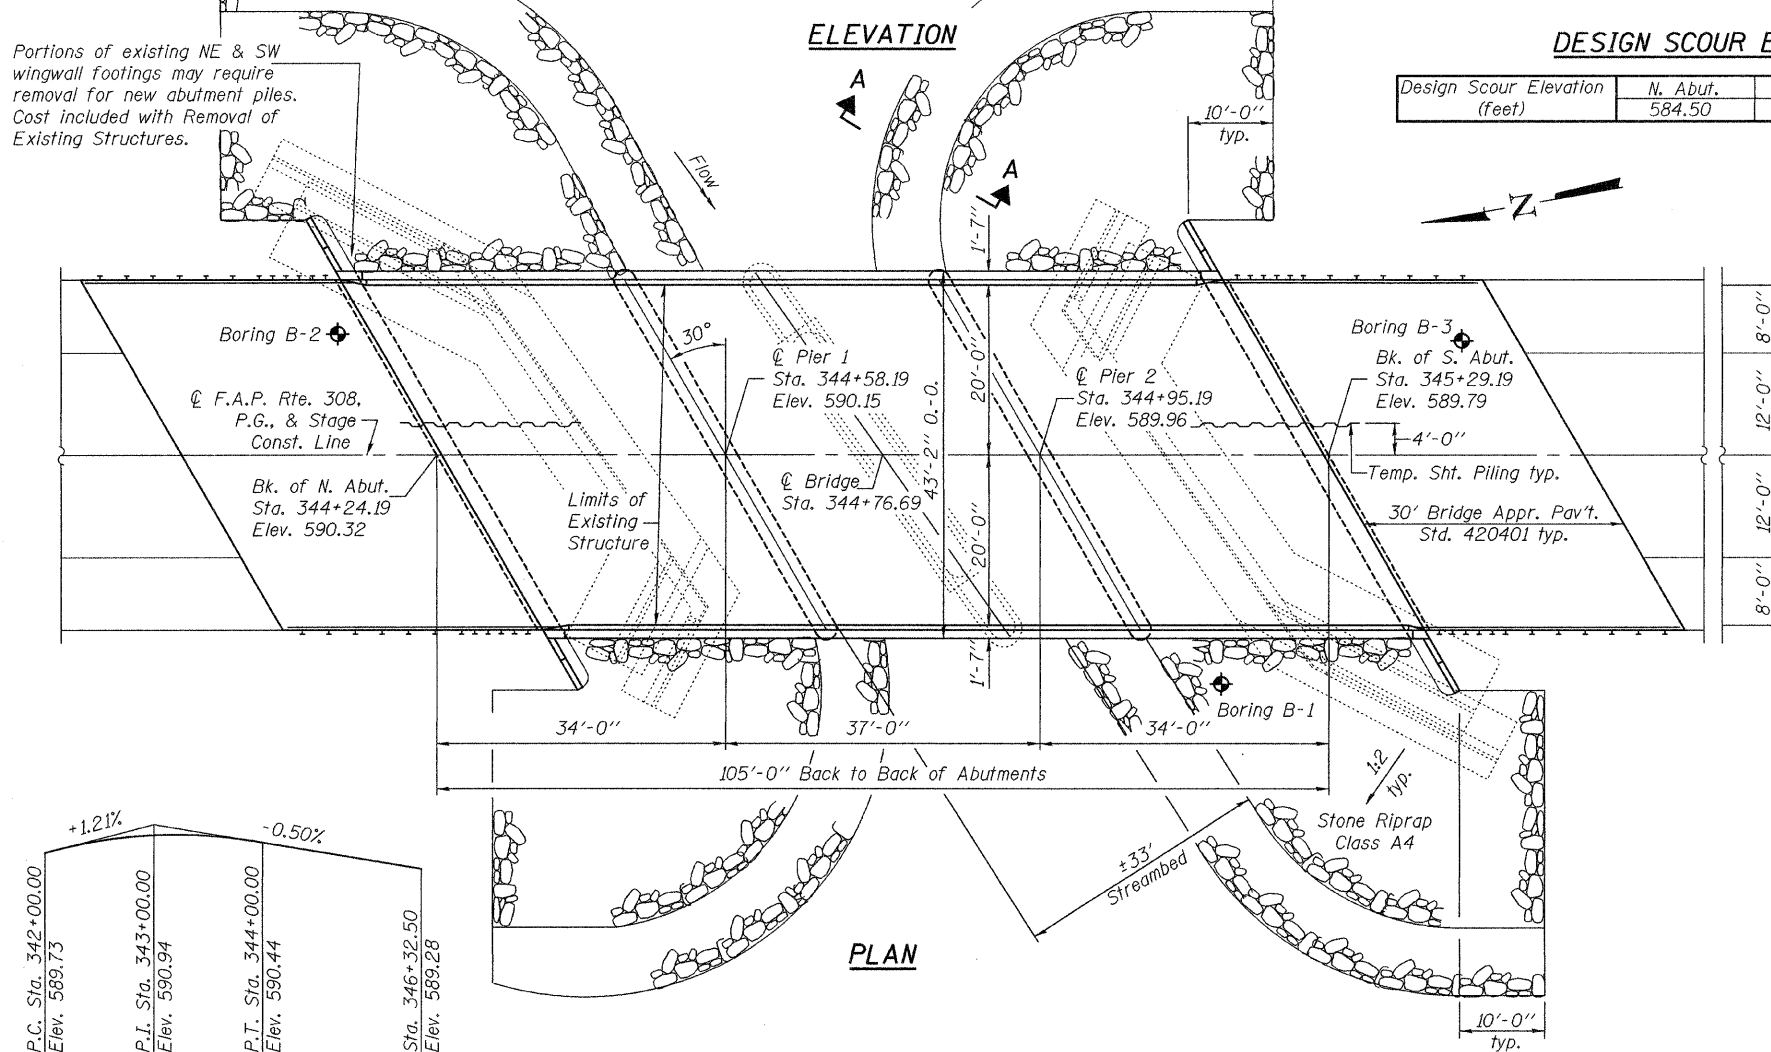 ELEVATION
DESIGN SCOUR E
Design Scour Elevation
(feet)
N. Abut.
584.50
Portions of existing NE & SW
wingwall footings may require
removal for new abutment piles.
Cost included with Removal of
Existing Structures.
A
A
10'-0"
typ.
Flow
1'-7"
Z
Boring B-2
30°
℄ Pier 1
Sta. 344+58.19
Elev. 590.15
20'-0"
℄ Pier 2
Sta. 344+95.19
Elev. 589.96
Boring B-3
Bk. of S. Abut.
Sta. 345+29.19
Elev. 589.79
8'-0"
12'-0"
12'-0"
8'-0"
℄ F.A.P. Rte. 308,
P.G., & Stage
Const. Line
43'-2" O.-O.
4'-0"
Temp. Sht. Piling typ.
Bk. of N. Abut.
Sta. 344+24.19
Elev. 590.32
Limits of
Existing
Structure
℄ Bridge
Sta. 344+76.69
20'-0"
30' Bridge Appr. Pav't.
Std. 420401 typ.
1'-7"
Boring B-1
34'-0"
37'-0"
34'-0"
105'-0" Back to Back of Abutments
1:2
typ.
Stone Riprap
Class A4
±33'
Streambed
+1.21%
-0.50%
P.C. Sta. 342+00.00
Elev. 589.73
P.I. Sta. 343+00.00
Elev. 590.94
P.T. Sta. 344+00.00
Elev. 590.44
Sta. 346+32.50
Elev. 589.28
PLAN
10'-0"
typ.